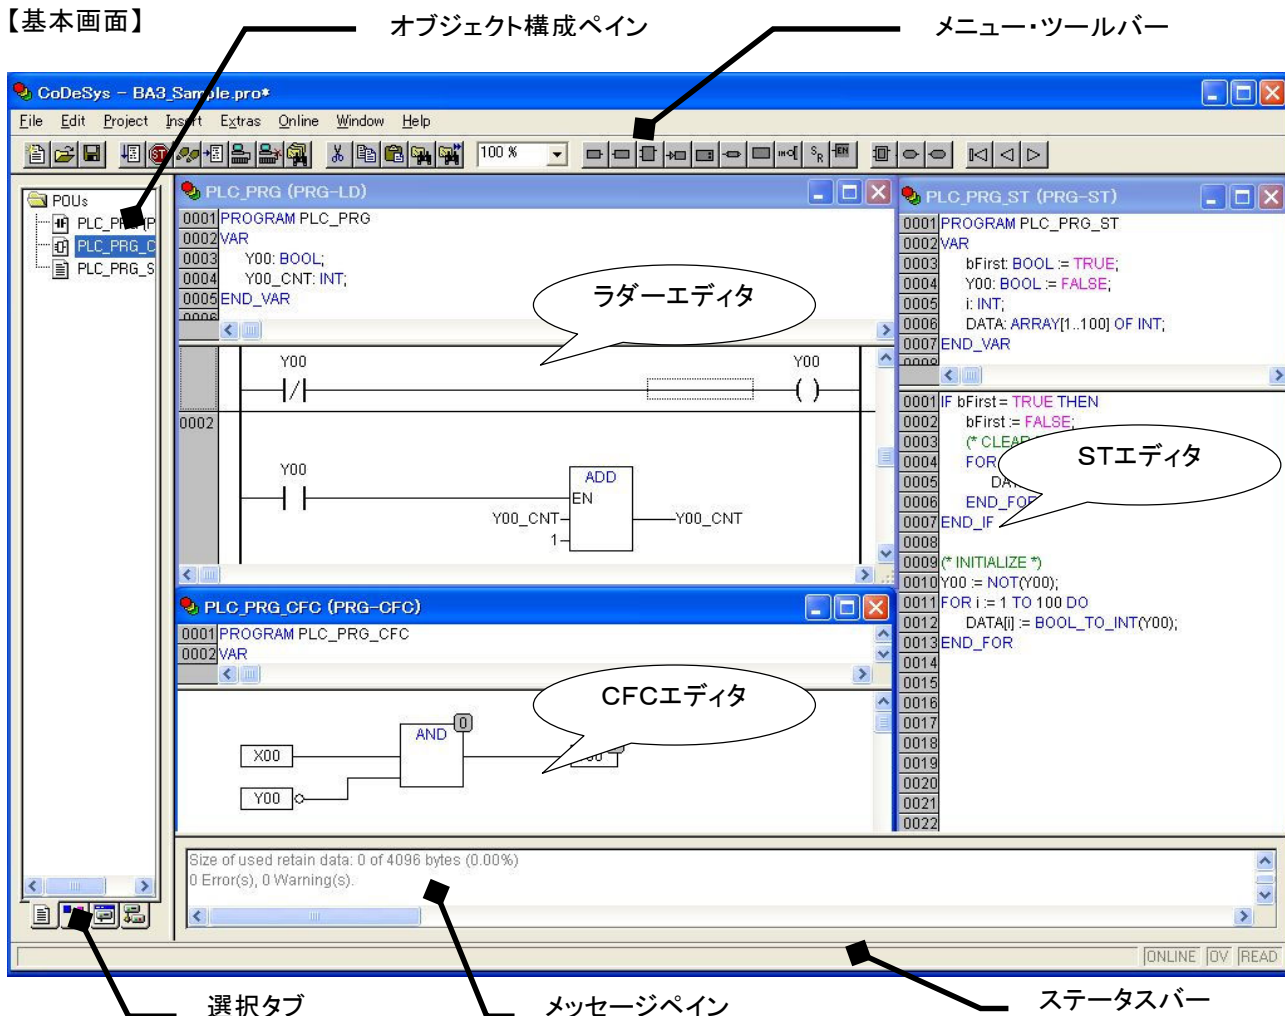 【基本画面】
オブジェクト構成ペイン
メニュー・ツールバー
CoDeSys - BA3_Sample.pro*
File Edit Project Insert Extras Online Window Help
100 %
POUs
PLC_PRG (P
PLC_PRG_C
PLC_PRG_S
PLC_PRG (PRG-LD)
0001 PROGRAM PLC_PRG
0002 VAR
0003 Y00: BOOL;
0004 Y00_CNT: INT;
0005 END_VAR
0006
ラダーエディタ
Y00 Y00
0002
Y00
ADD
EN
Y00_CNT Y00_CNT
1
PLC_PRG_CFC (PRG-CFC)
0001 PROGRAM PLC_PRG_CFC
0002 VAR
CFCエディタ
AND 0
X00
Y00
PLC_PRG_ST (PRG-ST)
0001 PROGRAM PLC_PRG_ST
0002 VAR
0003 bFirst: BOOL := TRUE;
0004 Y00: BOOL := FALSE;
0005 i: INT;
0006 DATA: ARRAY[1..100] OF INT;
0007 END_VAR
0008
0001 IF bFirst = TRUE THEN
0002 bFirst := FALSE;
0003 (* CLEAR
0004 FOR
0005 DA
0006 END_FOR
0007 END_IF
0008
0009 (* INITIALIZE *)
0010 Y00 := NOT(Y00);
0011 FOR i := 1 TO 100 DO
0012 DATA[i] := BOOL_TO_INT(Y00);
0013 END_FOR
0014
0015
0016
0017
0018
0019
0020
0021
0022
STエディタ
Size of used retain data: 0 of 4096 bytes (0.00%)
0 Error(s), 0 Warning(s).
ONLINE OV READ
選択タブ
メッセージペイン
ステータスバー